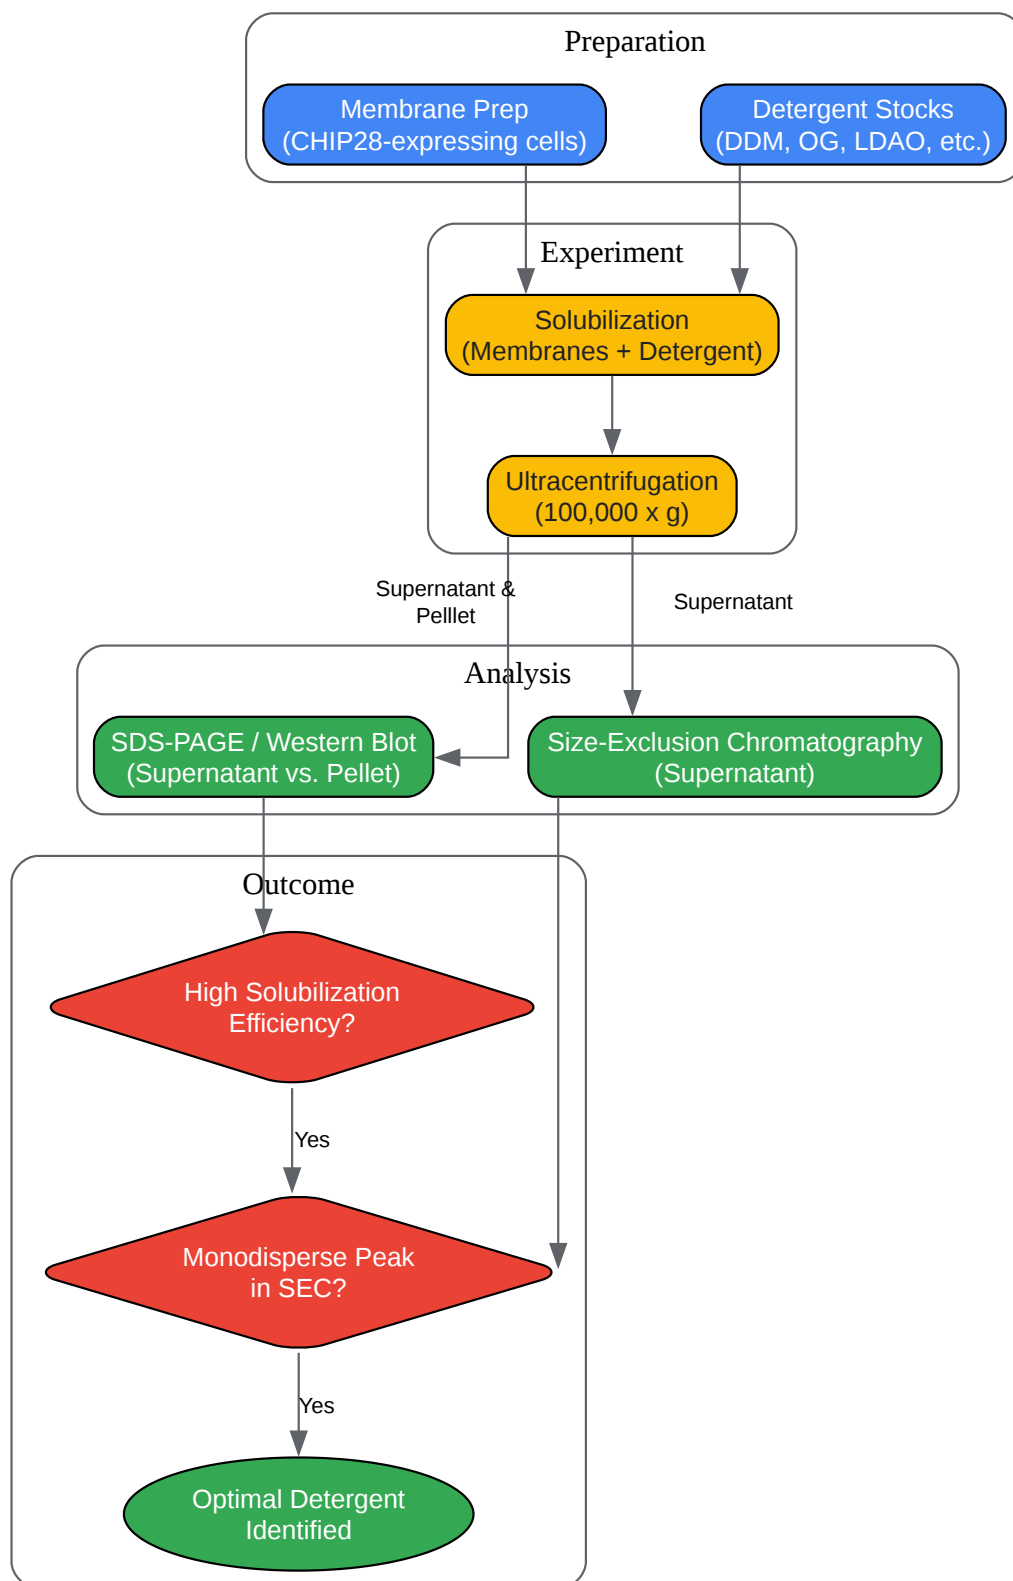 Preparation
Membrane Prep
(CHIP28-expressing cells)
Detergent Stocks
(DDM, OG, LDAO, etc.)
Experiment
Solubilization
(Membranes + Detergent)
Ultracentrifugation
(100,000 x g)
Supernatant &
Pelllet
Supernatant
Analysis
SDS-PAGE / Western Blot
(Supernatant vs. Pellet)
Size-Exclusion Chromatography
(Supernatant)
Outcome
High Solubilization
Efficiency?
Yes
Monodisperse Peak
in SEC?
Yes
Optimal Detergent
Identified